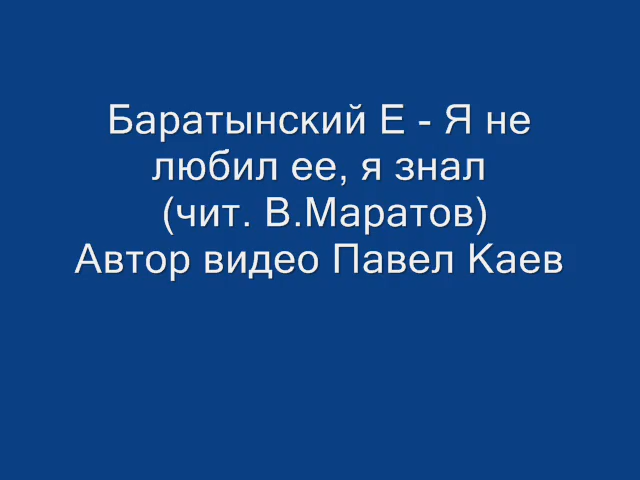 Баратынский Е - Я не
любил ее, я знал
(чит. В.Маратов)
Автор видео Павел Каев